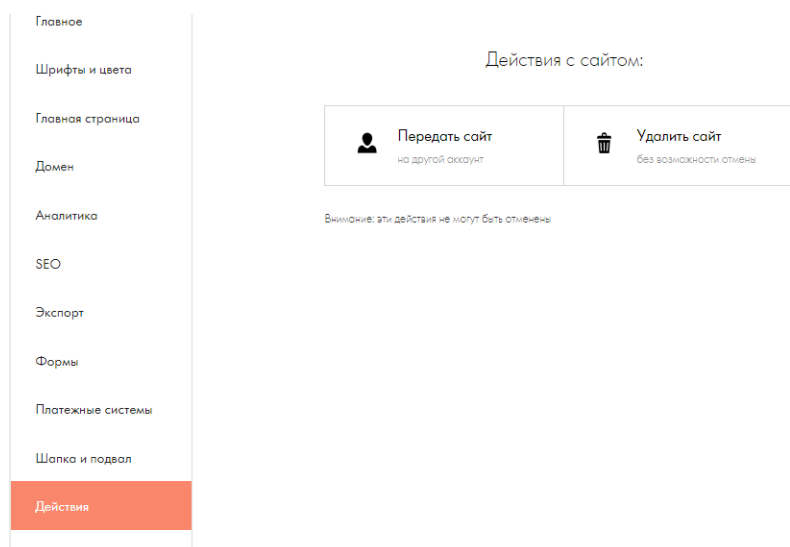 Главное
Шрифты и цвета
Главная страница
Домен
Аналитика
SEO
Экспорт
Формы
Платежные системы
Шапка и подвал
Действия
Действия с сайтом:
Передать сайт
на другой аккаунт
Удалить сайт
без возможности отмены
Внимание: эти действия не могут быть отменены